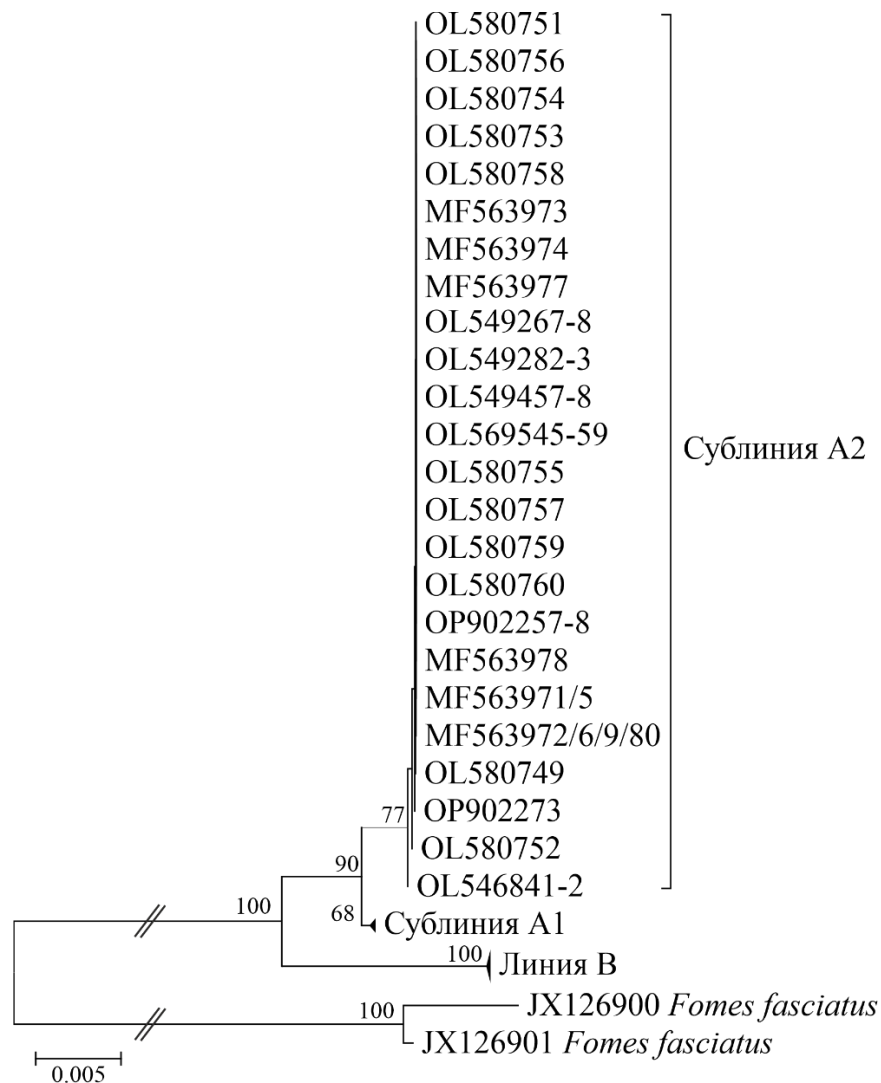 OL580751
OL580756
OL580754
OL580753
OL580758
MF563973
MF563974
MF563977
OL549267-8
OL549282-3
OL549457-8
OL569545-59
Сублиния A2
OL580755
OL580757
OL580759
OL580760
OP902257-8
MF563978
MF563971/5
MF563972/6/9/80
OL580749
77
OP902273
OL580752
90
OL546841-2
100
68
Сублиния A1
100
Линия B
100
JX126900 Fomes fasciatus
JX126901 Fomes fasciatus
0.005